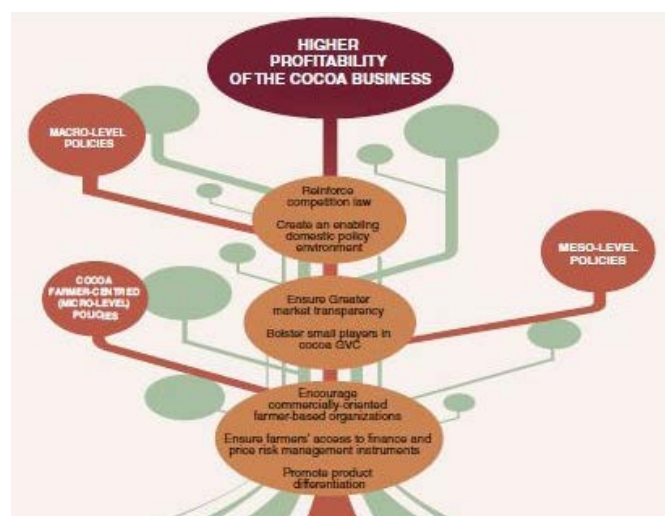 HIGHER
PROFITABILITY
OF THE COCOA BUSINESS
MACRO-LEVEL
POLICIES
Reinforce
competition law
Create an enabling
domestic policy
environment
MESO-LEVEL
POLICIES
COCOA
FARMER-CENTRED
(MICRO-LEVEL)
POLICIES
Ensure Greater
market transparency
Bolster small players in
cocoa GVC
Encourage
commercially-oriented
farmer-based organizations
Ensure farmers' access to finance and
price risk management instruments
Promote product
differentiation